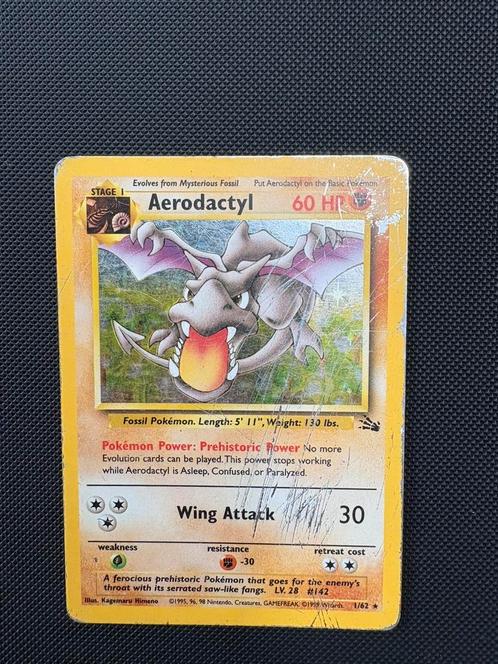 Evolves from Mysterious Fossil Put Aerodactyl on the Basic Pokémon
STAGE 1
Aerodactyl 60 HP
Fossil Pokémon. Length: 5' 11", Weight: 130 lbs.
Pokémon Power: Prehistoric Power No more
Evolution cards can be played. This power stops working
while Aerodactyl is Asleep, Confused, or Paralyzed.
Wing Attack 30
weakness resistance retreat cost
-30
A ferocious prehistoric Pokémon that goes for the enemy's
throat with its serrated saw-like fangs. LV. 28 #142
Illus. Kagemaru Himeno ©1995, 96, 98 Nintendo, Creatures, GAMEFREAK. ©1999 Wizards. 1/62 ★